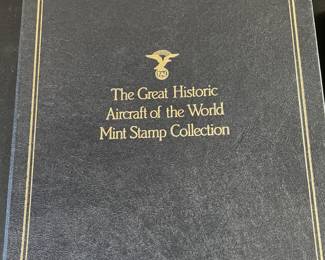 The Great Historic
Aircraft of the World
Mint Stamp Collection